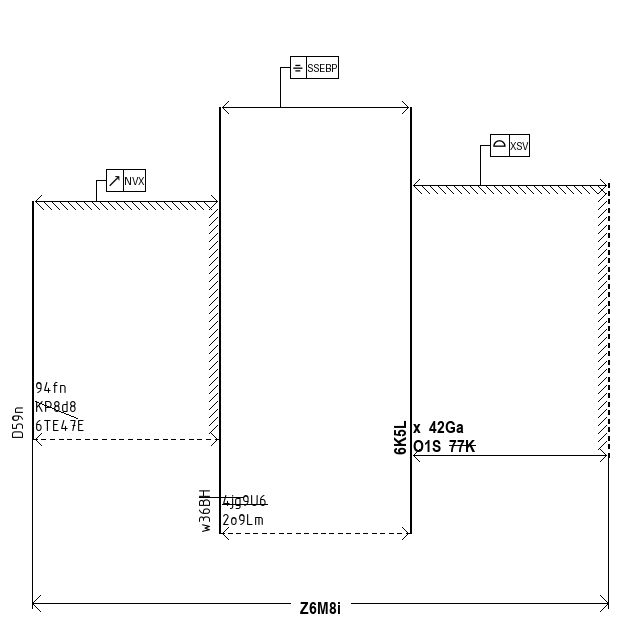 SSEBP
XSV
NVX
94fn
KP8d8
6TE47E
D59n
6K5L
x 42Ga
O1S 77K
w36BH
4jg9U6
2o9Lm
Z6M8i